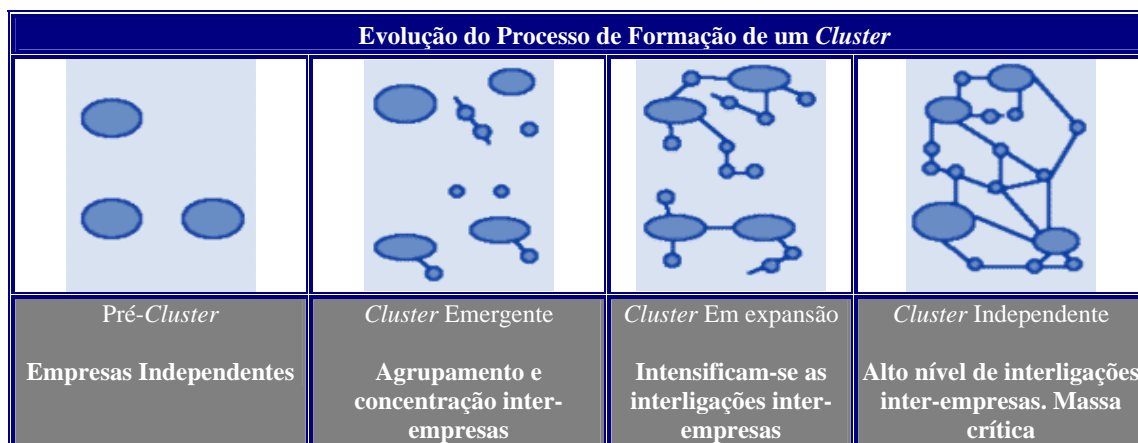 Evolução do Processo de Formação de um Cluster
Pré-Cluster
Empresas Independentes
Cluster Emergente
Agrupamento e
concentração inter-
empresas
Cluster Em expansão
Intensificam-se as
interligações inter-
empresas
Cluster Independente
Alto nível de interligações
inter-empresas. Massa
crítica